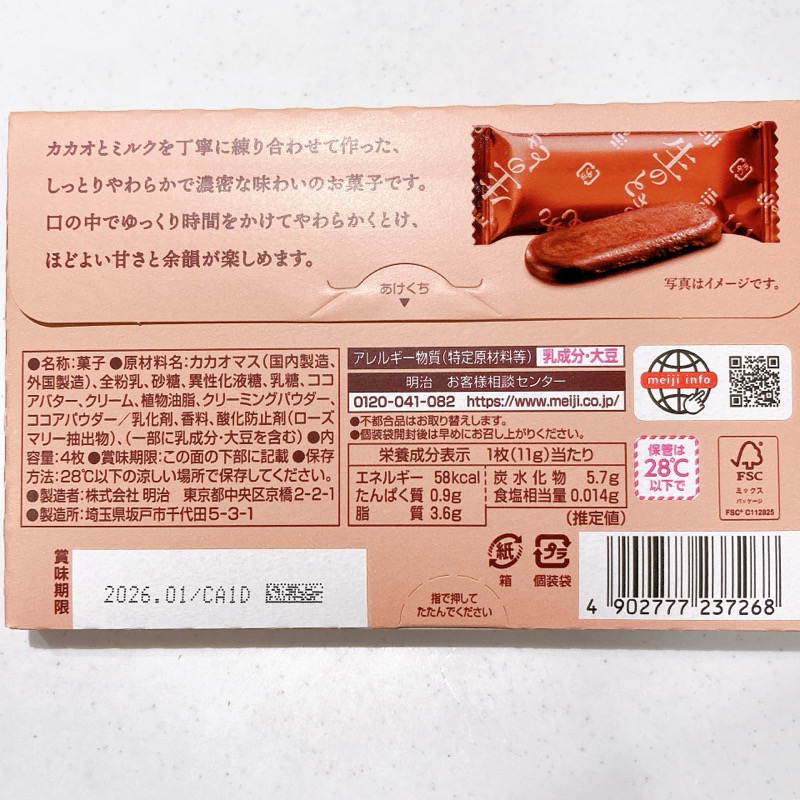 カカオとミルクを丁寧に練り合わせて作った、
しっとりやわらかで濃密な味わいのお菓子です。
口の中でゆっくり時間をかけてやわらかくとけ、
ほどよい甘さと余韻が楽しめます。
生のとき
meiji
プラ
写真はイメージです。
あけくち
●名称:菓子 ●原材料名:カカオマス(国内製造、
外国製造)、全粉乳、砂糖、異性化液糖、乳糖、ココ
アバター、クリーム、植物油脂、クリーミングパウダー、
ココアパウダー/乳化剤、香料、酸化防止剤(ローズ
マリー抽出物)、(一部に乳成分・大豆を含む) ●内
容量:4枚 ●賞味期限:この面の下部に記載 ●保存
方法:28℃以下の涼しい場所で保存してください。
●製造者:株式会社 明治 東京都中央区京橋2-2-1
●製造所:埼玉県坂戸市千代田5-3-1
アレルギー物質(特定原材料等) 乳成分・大豆
明治 お客様相談センター
0120-041-082 https://www.meiji.co.jp/
●不都合品はお取り替えします。
●個装袋開封後は早めにお召し上がりください。
栄養成分表示 1枚(11g)当たり
エネルギー 58kcal 炭水化物 5.7g
たんぱく質 0.9g 食塩相当量 0.014g
脂質 3.6g
(推定値)
meiji info
保管は
28℃
以下で
FSC
ミックス
パッケージ
FSC® C112825
賞味期限
2026.01/CA1D
指で押して
たたんでください
紙
箱
プラ
個装袋
4 902777 237268